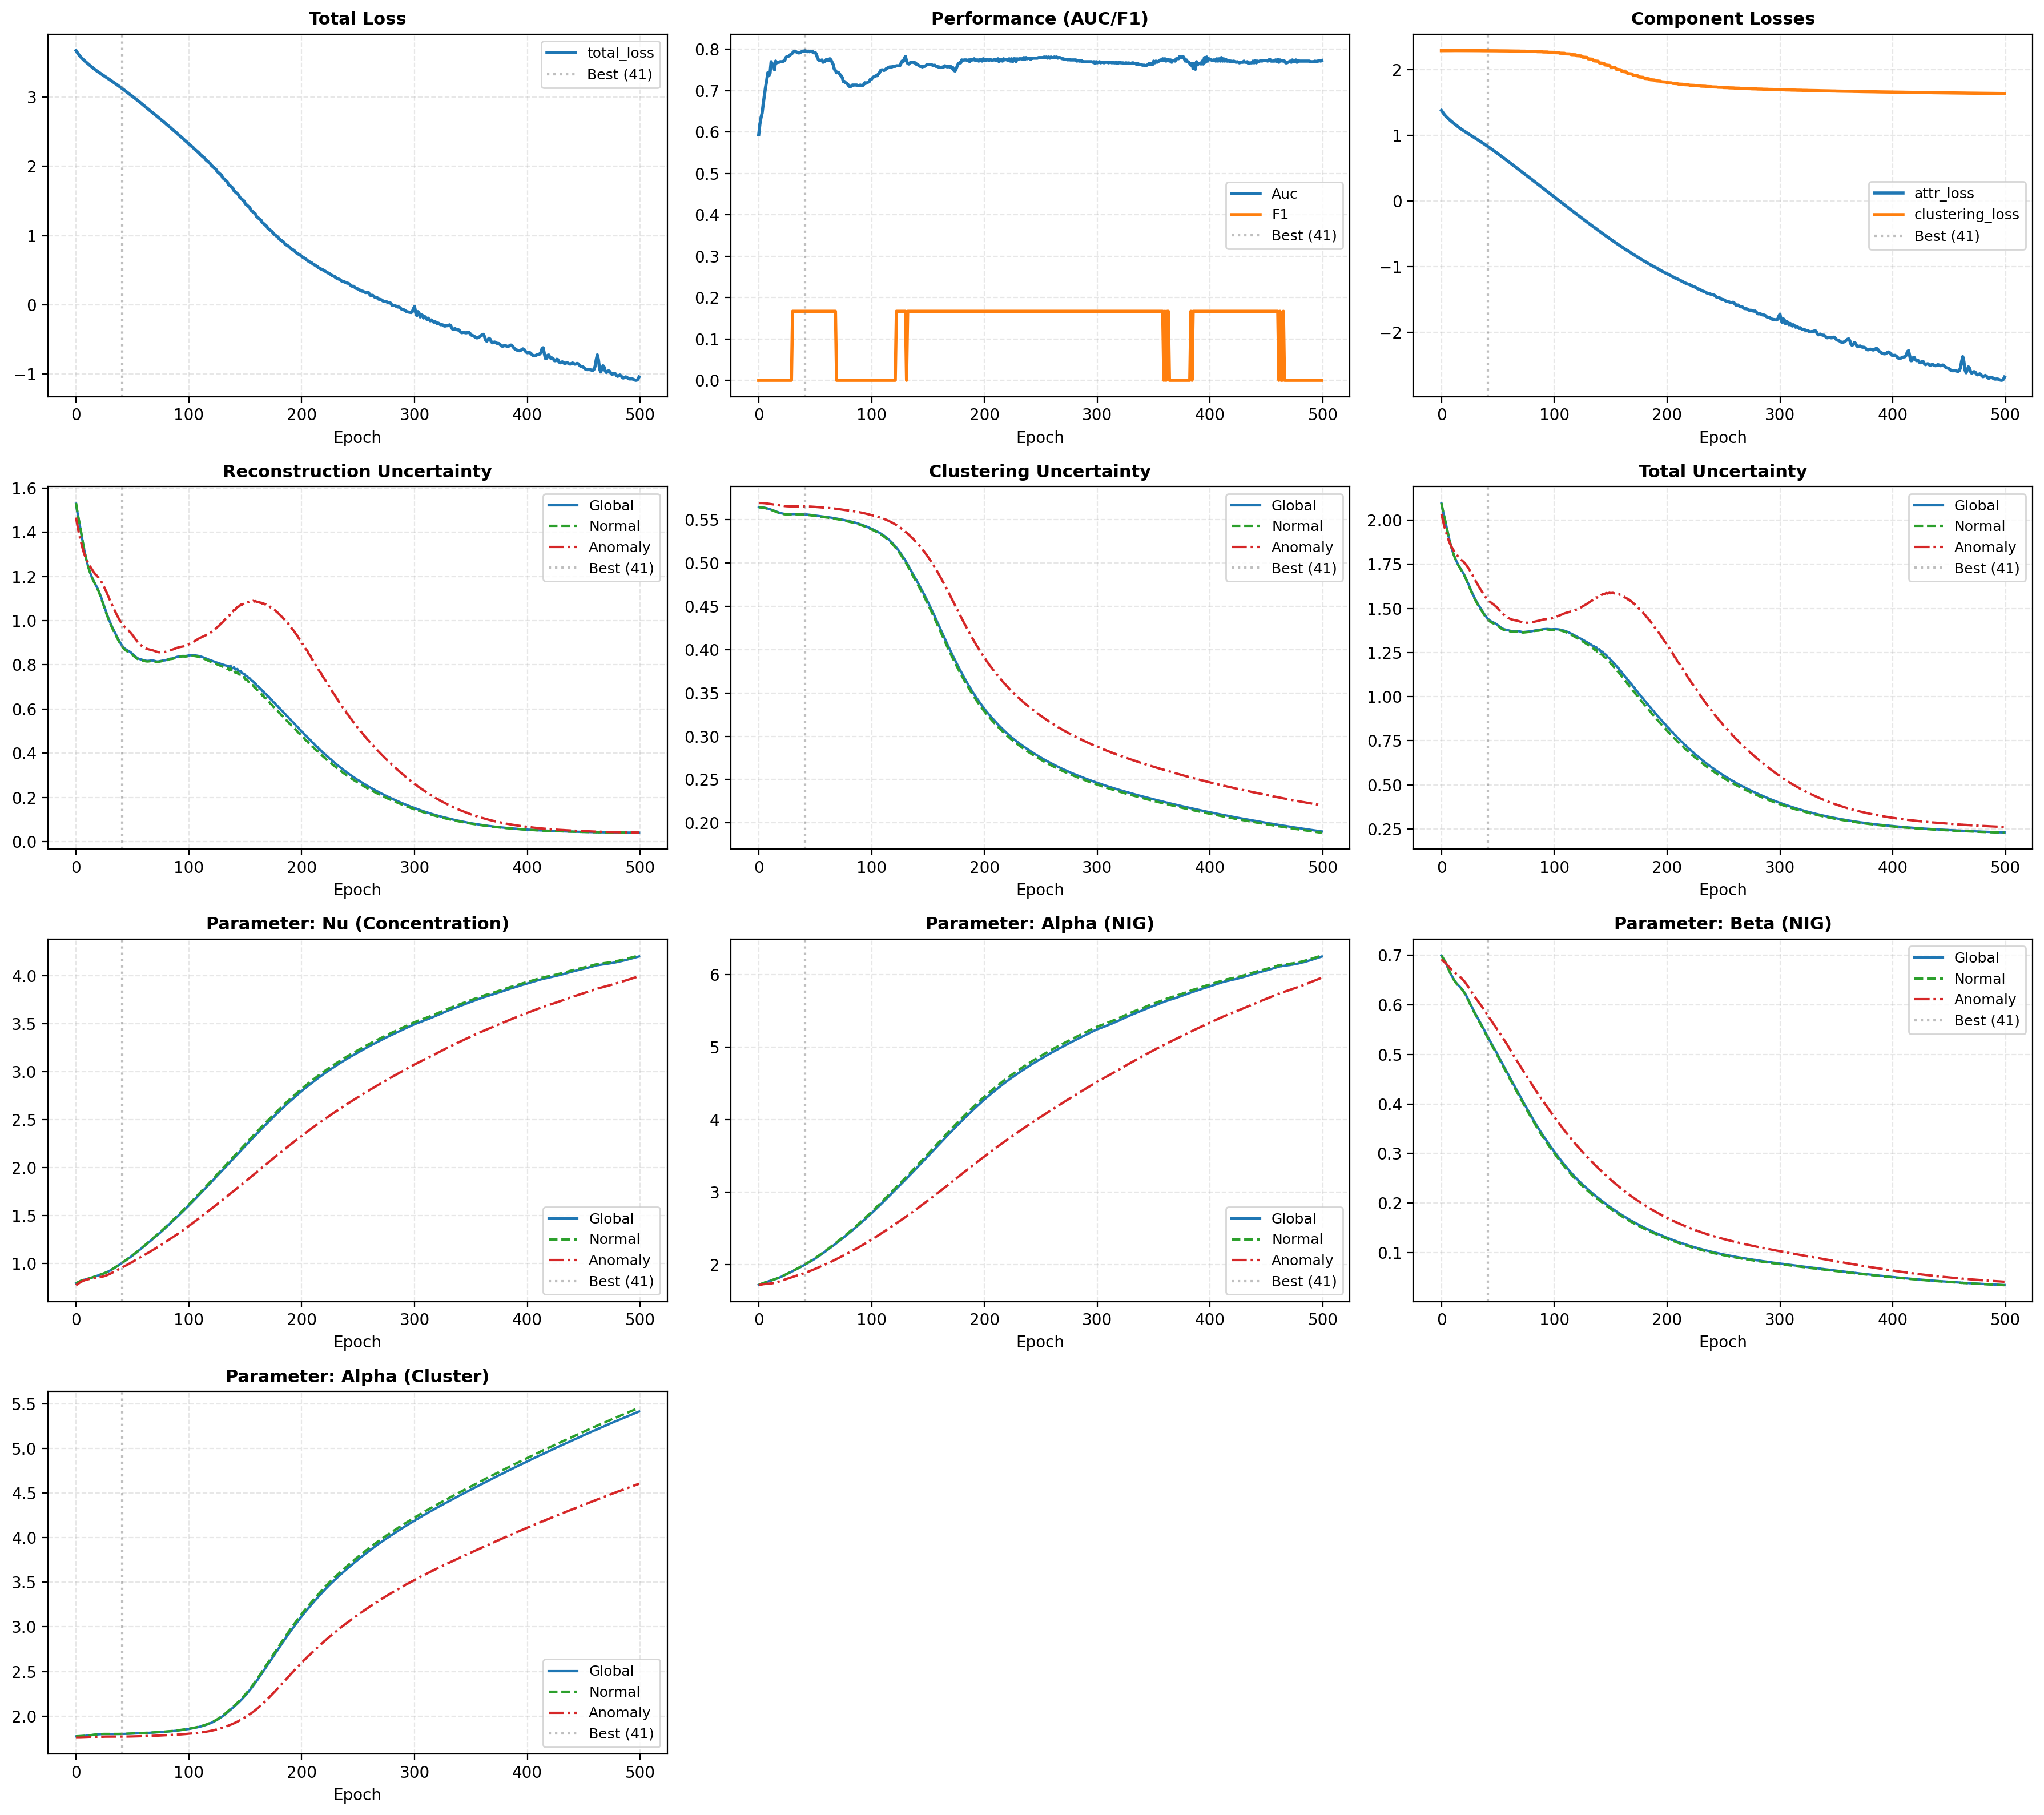 Total Loss
3
2
1
0
−1
0 100 200 300 400 500
Epoch
total_loss
Best (41)
Performance (AUC/F1)
0.8
0.7
0.6
0.5
0.4
0.3
0.2
0.1
0.0
0 100 200 300 400 500
Epoch
Auc
F1
Best (41)
Component Losses
2
1
0
−1
−2
0 100 200 300 400 500
Epoch
attr_loss
clustering_loss
Best (41)
Reconstruction Uncertainty
1.6
1.4
1.2
1.0
0.8
0.6
0.4
0.2
0.0
0 100 200 300 400 500
Epoch
Global
Normal
Anomaly
Best (41)
Clustering Uncertainty
0.55
0.50
0.45
0.40
0.35
0.30
0.25
0.20
0 100 200 300 400 500
Epoch
Global
Normal
Anomaly
Best (41)
Total Uncertainty
2.00
1.75
1.50
1.25
1.00
0.75
0.50
0.25
0 100 200 300 400 500
Epoch
Global
Normal
Anomaly
Best (41)
Parameter: Nu (Concentration)
4.0
3.5
3.0
2.5
2.0
1.5
1.0
0 100 200 300 400 500
Epoch
Global
Normal
Anomaly
Best (41)
Parameter: Alpha (NIG)
6
5
4
3
2
0 100 200 300 400 500
Epoch
Global
Normal
Anomaly
Best (41)
Parameter: Beta (NIG)
0.7
0.6
0.5
0.4
0.3
0.2
0.1
0 100 200 300 400 500
Epoch
Global
Normal
Anomaly
Best (41)
Parameter: Alpha (Cluster)
5.5
5.0
4.5
4.0
3.5
3.0
2.5
2.0
0 100 200 300 400 500
Epoch
Global
Normal
Anomaly
Best (41)